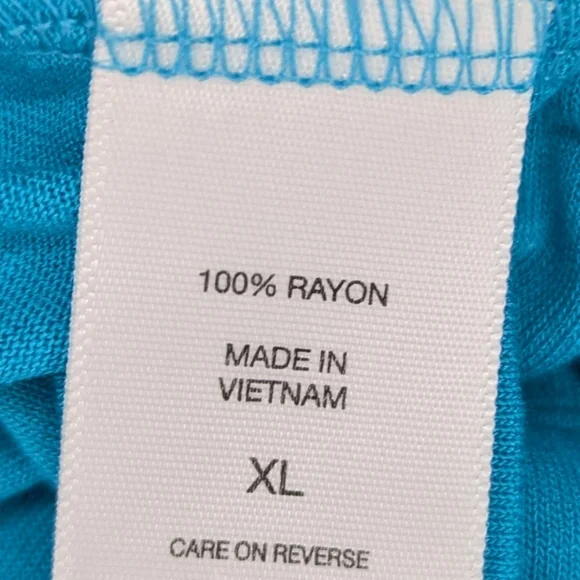 100% RAYON
MADE IN
VIETNAM
XL
CARE ON REVERSE